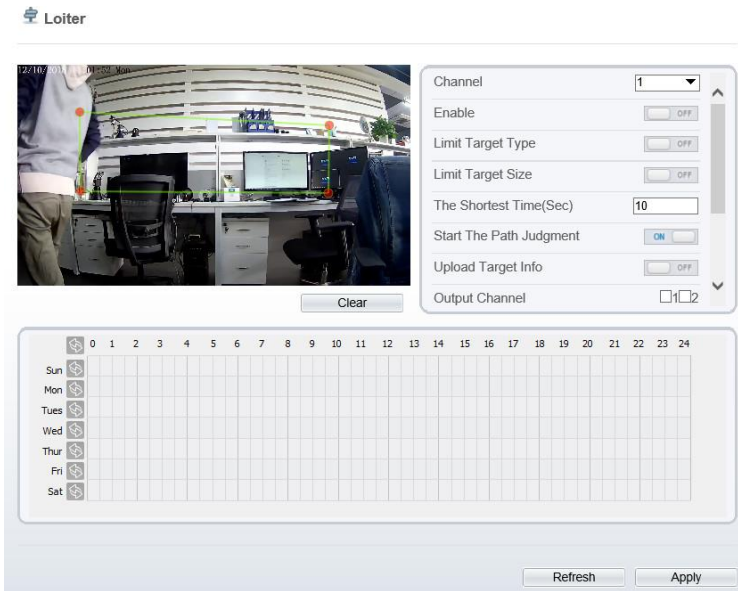 Loiter
01:52 Mon
Channel 1
Enable OFF
Limit Target Type OFF
Limit Target Size OFF
The Shortest Time(Sec) 10
Start The Path Judgment ON
Upload Target Info OFF
Output Channel 1 2
Clear
0 1 2 3 4 5 6 7 8 9 10 11 12 13 14 15 16 17 18 19 20 21 22 23 24
Sun
Mon
Tues
Wed
Thur
Fri
Sat
Refresh Apply